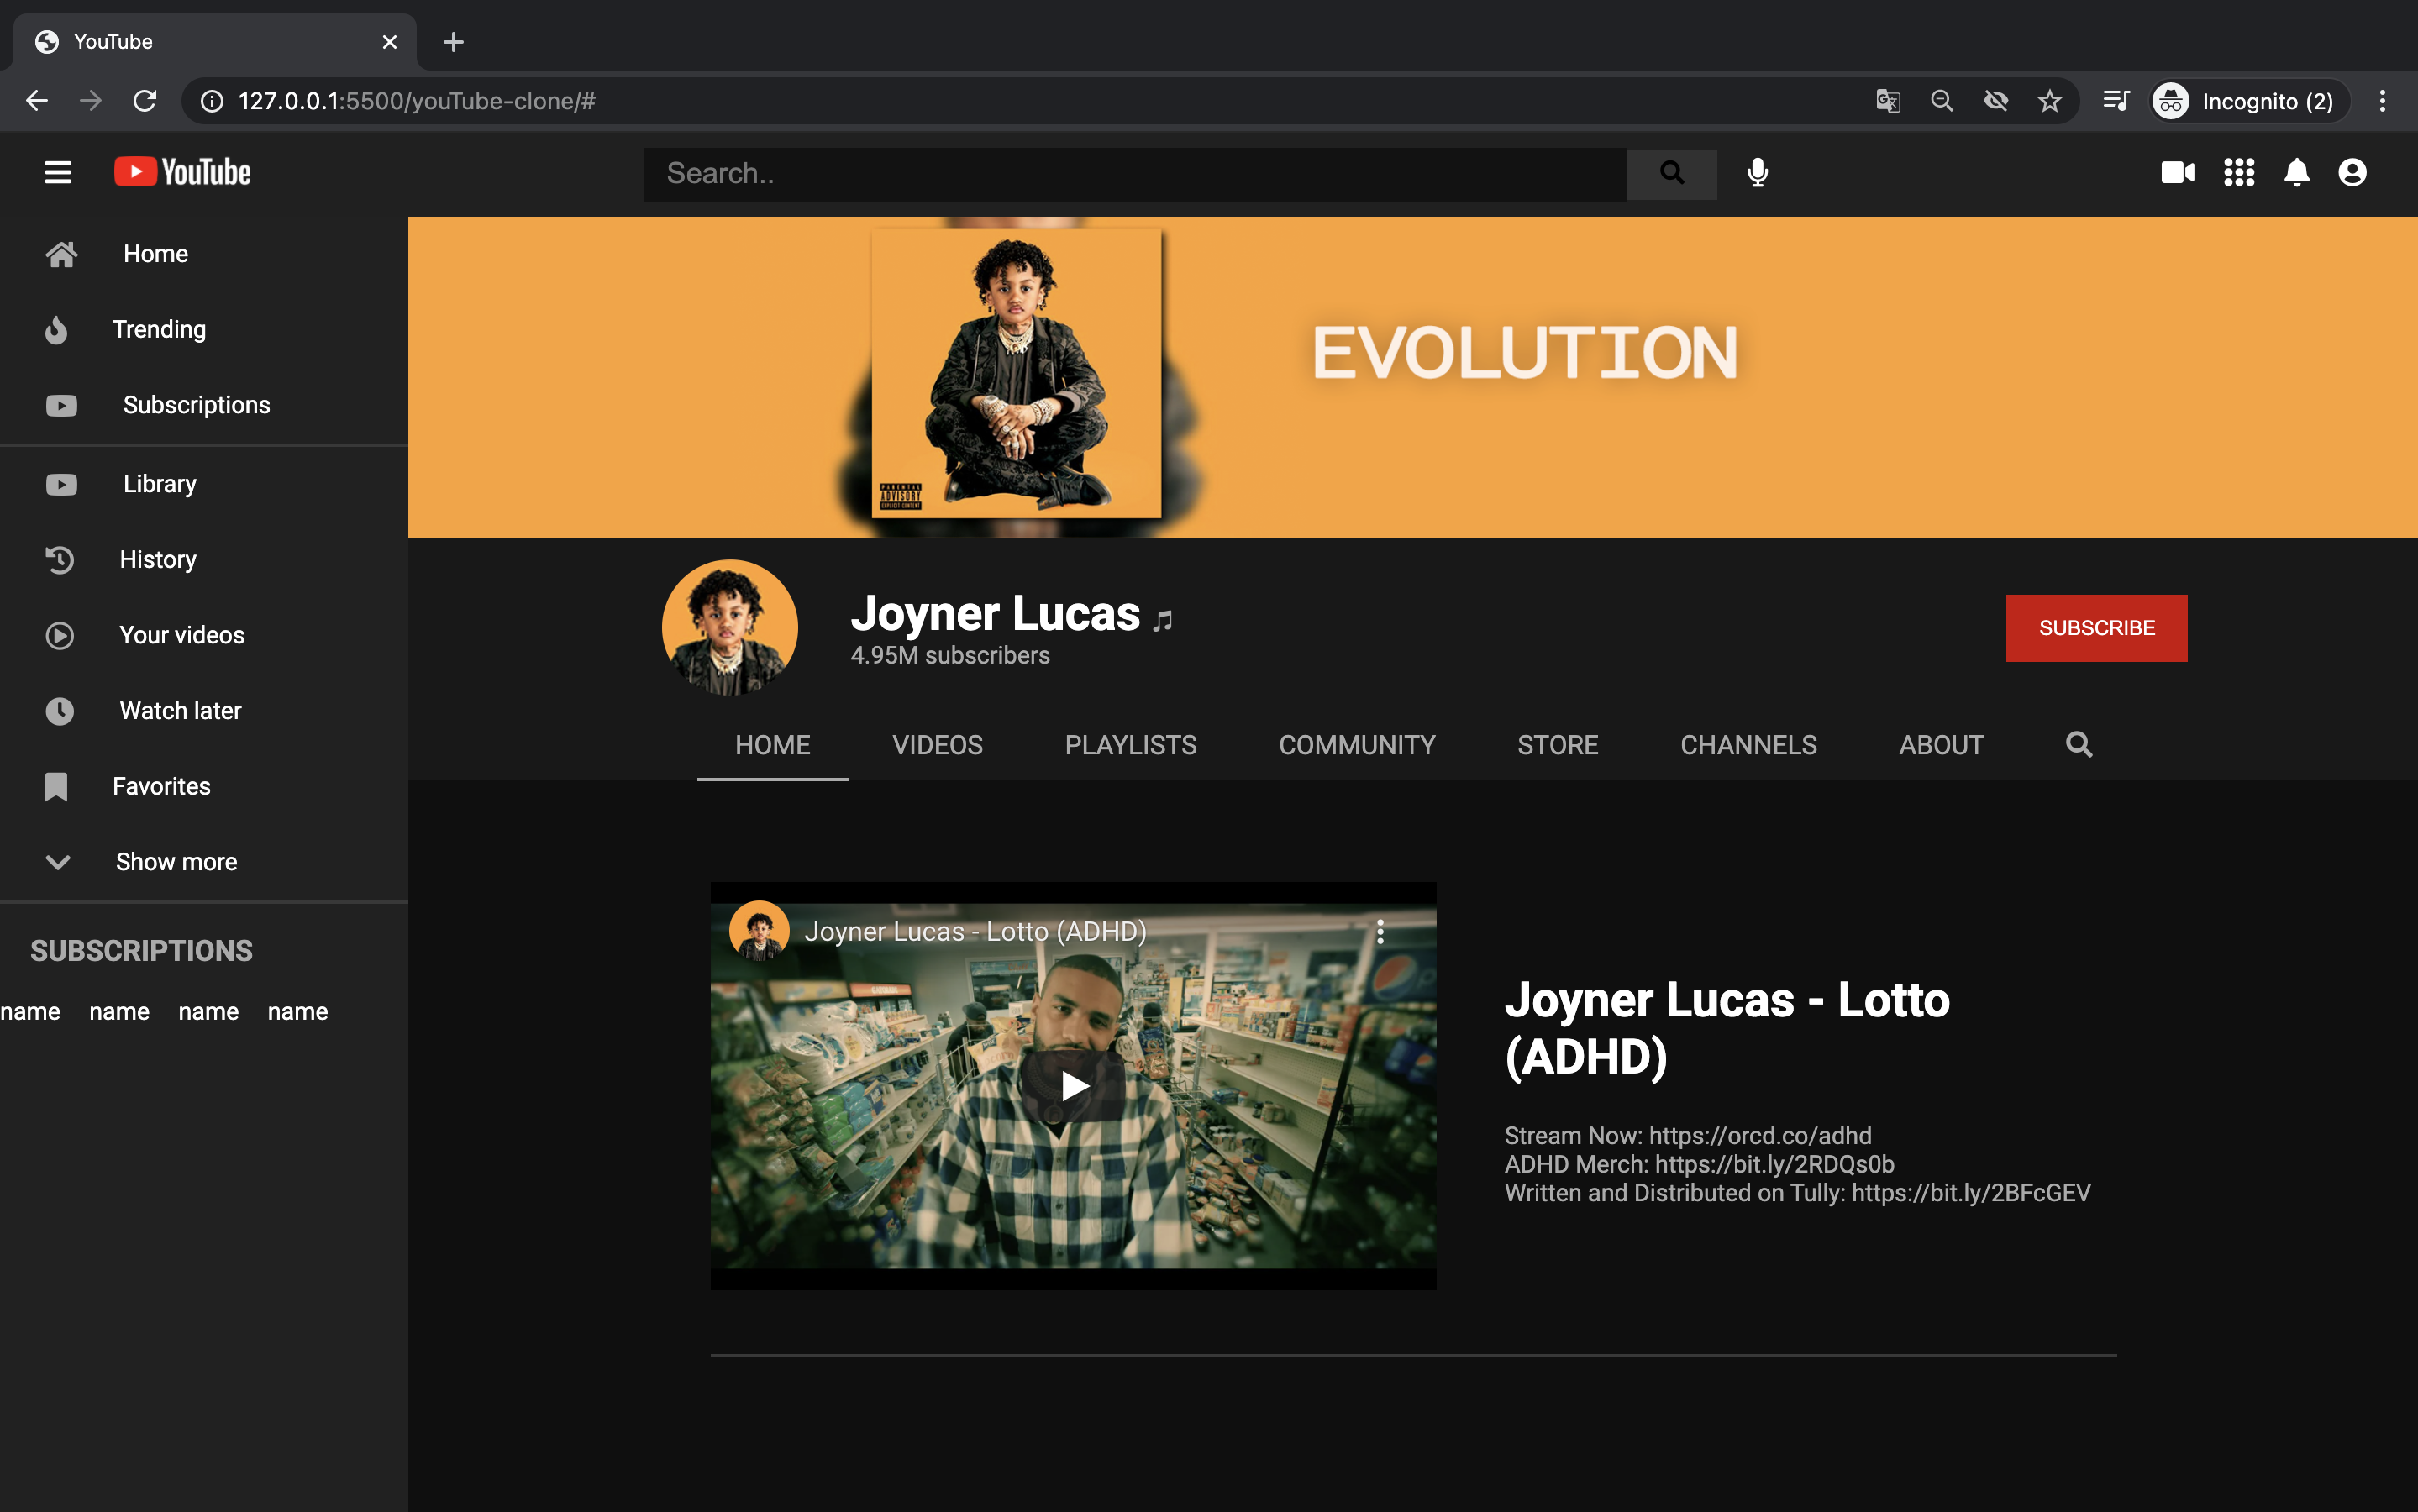 YouTube
127.0.0.1:5500/youTube-clone/#
Incognito (2)
YouTube
Search..
Home
Trending
Subscriptions
Library
History
Your videos
Watch later
Favorites
Show more
SUBSCRIPTIONS
name name name name
EVOLUTION
PARENTAL
ADVISORY
EXPLICIT CONTENT
Joyner Lucas
4.95M subscribers
SUBSCRIBE
HOME VIDEOS PLAYLISTS COMMUNITY STORE CHANNELS ABOUT
Joyner Lucas - Lotto (ADHD)
Joyner Lucas - Lotto
(ADHD)
Stream Now: https://orcd.co/adhd
ADHD Merch: https://bit.ly/2RDQs0b
Written and Distributed on Tully: https://bit.ly/2BFcGEV